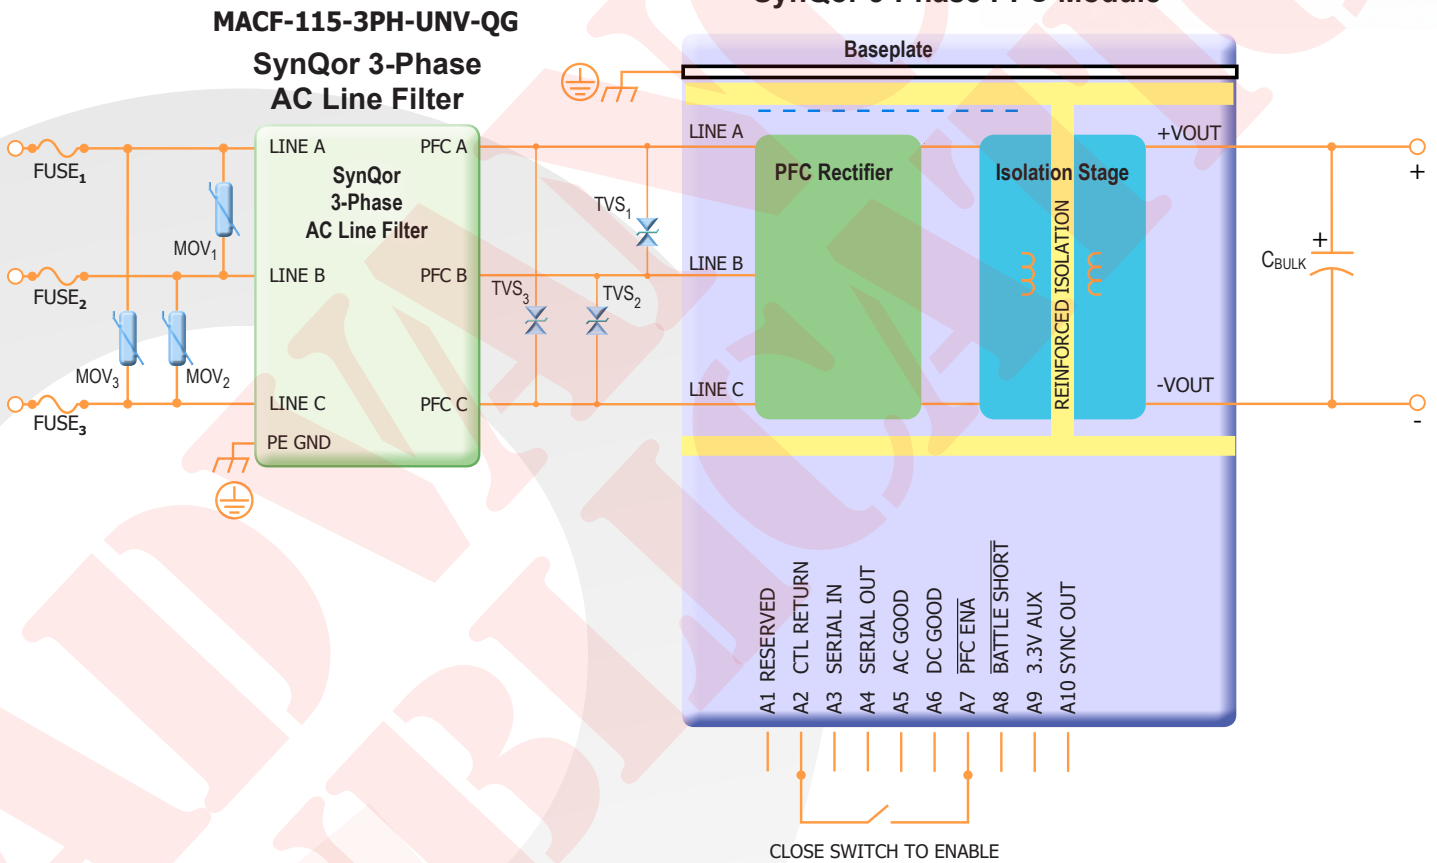 MACF-115-3PH-UNV-QG
SynQor 3-Phase
AC Line Filter
SynQor 3-Phase PFC Module
Baseplate
FUSE1
FUSE2
FUSE3
MOV1
MOV3
MOV2
LINE A
PFC A
SynQor
3-Phase
AC Line Filter
LINE B
PFC B
LINE C
PFC C
PE GND
TVS1
TVS3
TVS2
LINE A
LINE B
LINE C
PFC Rectifier
Isolation Stage
REINFORCED ISOLATION
+VOUT
-VOUT
+
CBULK
+
-
A1 RESERVED
A2 CTL RETURN
A3 SERIAL IN
A4 SERIAL OUT
A5 AC GOOD
A6 DC GOOD
A7 PFC ENA
A8 BATTLE SHORT
A9 3.3V AUX
A10 SYNC OUT
CLOSE SWITCH TO ENABLE